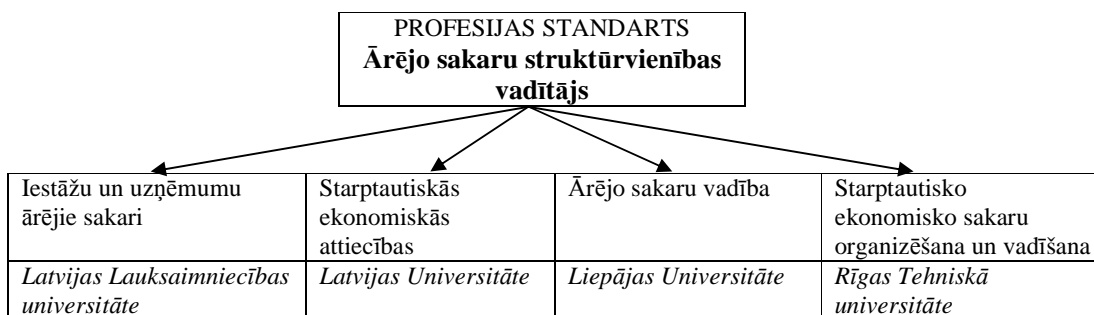 PROFESIJAS STANDARTS
Ārējo sakaru struktūrvienības
vadītājs
Iestāžu un uzņēmumu
ārējie sakari
Starptautiskās
ekonomiskās
attiecības
Ārējo sakaru vadība
Starptautisko
ekonomisko sakaru
organizēšana un vadīšana
Latvijas Lauksaimniecības
universitāte
Latvijas Universitāte
Liepājas Universitāte
Rīgas Tehniskā
universitāte